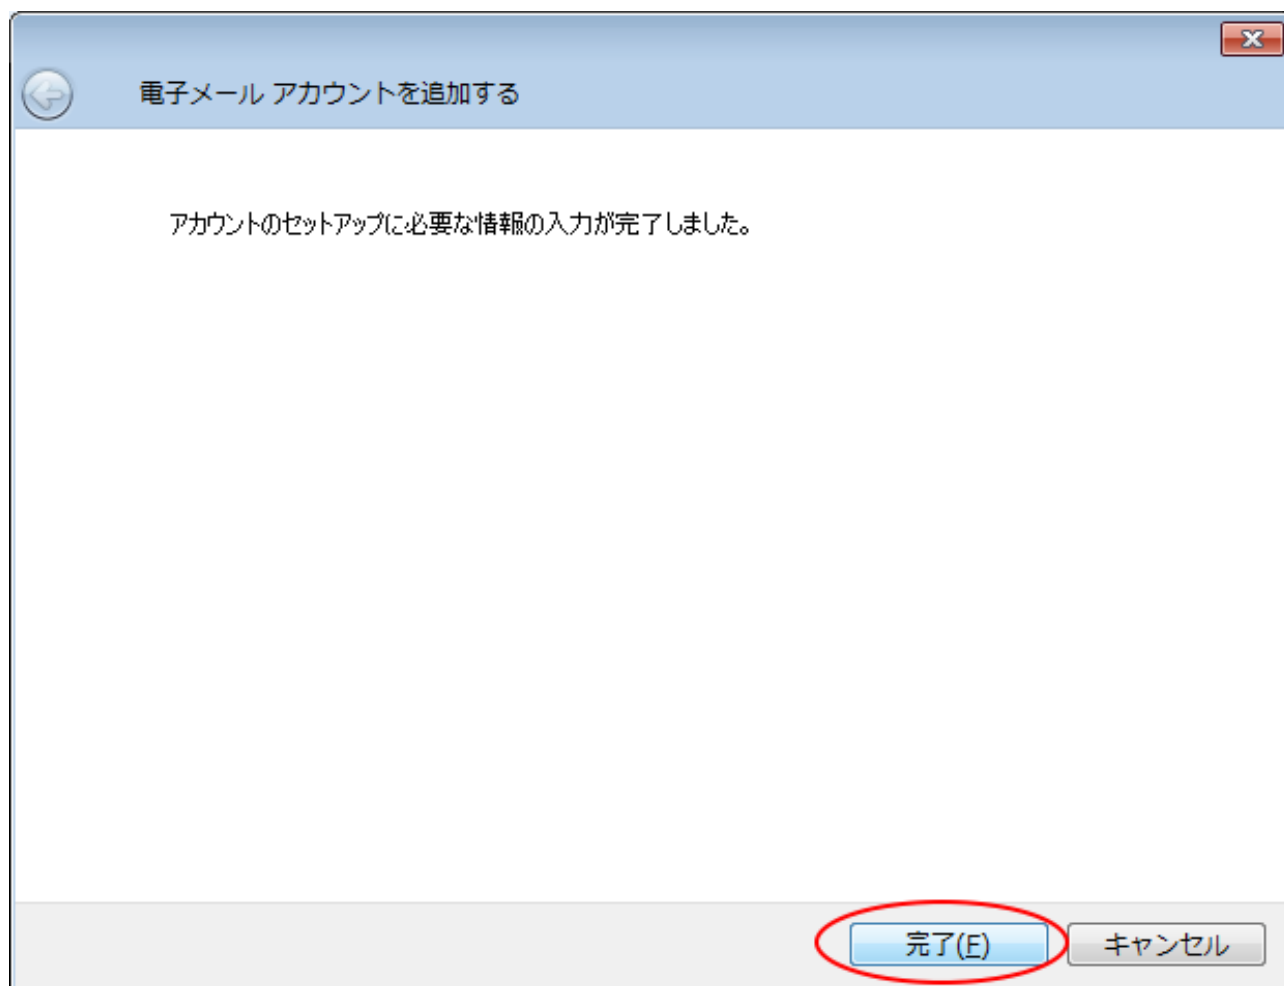 電子メール アカウントを追加する
アカウントのセットアップに必要な情報の入力が完了しました。
完了(F)
キャンセル